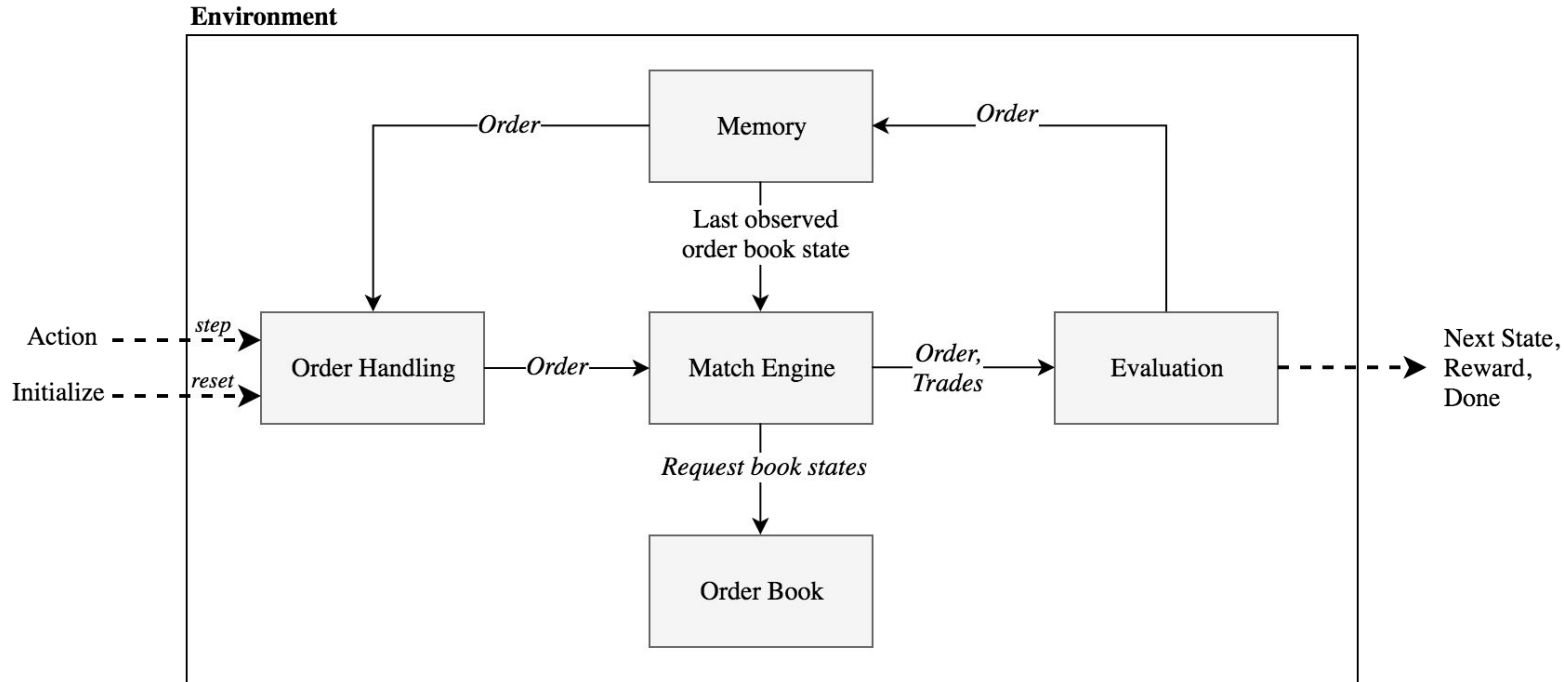 Environment
Memory
Order
Order
Last observed
order book state
Action
step
Initialize
reset
Order Handling
Order
Match Engine
Order,
Trades
Evaluation
Next State,
Reward,
Done
Request book states
Order Book